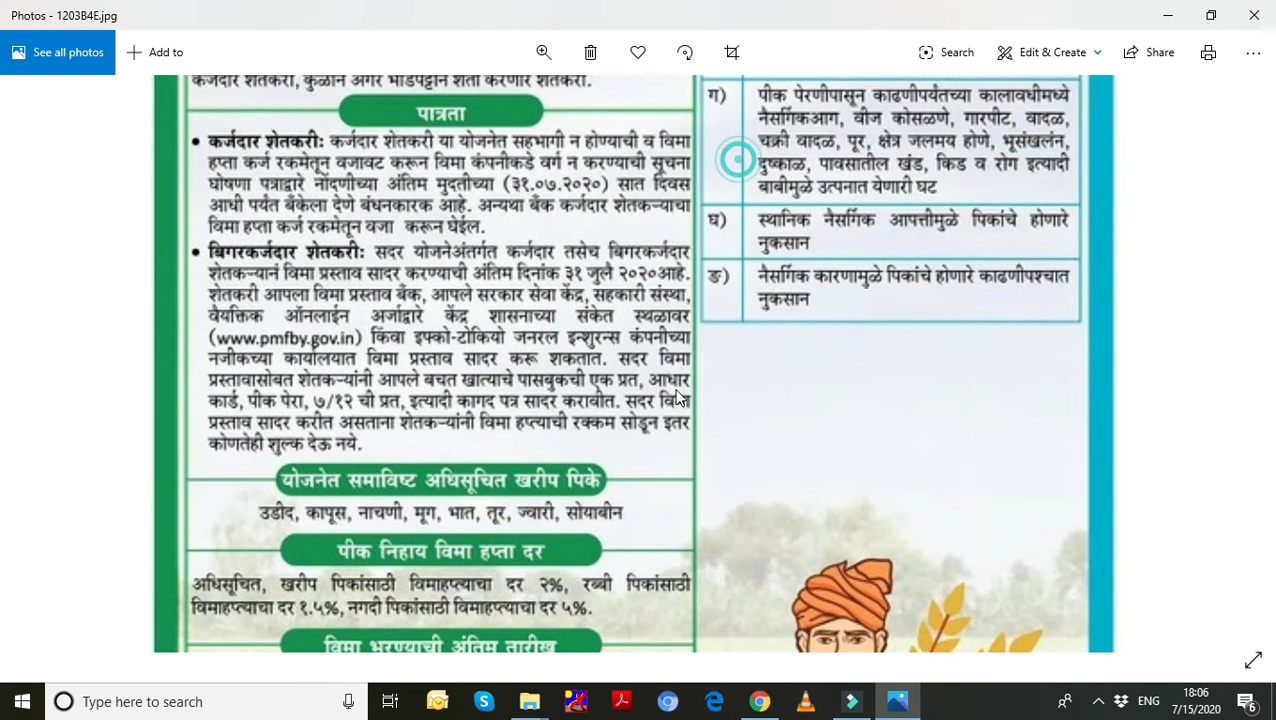 Photos - 1203B4E.jpg
See all photos
Add to
Search
Edit & Create
Share
कर्जदार शेतकरी, कुळाने अगर भाडेपट्टीने शेती करणारे शेतकरी.
पात्रता
• कर्जदार शेतकरी: कर्जदार शेतकरी या योजनेत सहभागी न होण्याची व विमा
हप्ता कर्ज रकमेतून वजावट करून विमा कंपनीकडे वर्ग न करण्याची सूचना
घोषणा पत्राद्वारे नोंदणीच्या अंतिम मुदतीच्या (३१.०७.२०२०) सात दिवस
आधी पर्यंत बँकेला देणे बंधनकारक आहे. अन्यथा बँक कर्जदार शेतकऱ्याचा
विमा हप्ता कर्ज रकमेतून वजा करून घेईल.
• बिगरकर्जदार शेतकरी: सदर योजनेअंतर्गत कर्जदार तसेच बिगरकर्जदार
शेतकऱ्यानं विमा प्रस्ताव सादर करण्याची अंतिम दिनांक ३१ जुलै २०२०आहे.
शेतकरी आपला विमा प्रस्ताव बँक, आपले सरकार सेवा केंद्र, सहकारी संस्था,
वैयक्तिक ऑनलाईन अर्जाद्वारे केंद्र शासनाच्या संकेत स्थळावर
(www.pmfby.gov.in) किंवा इफ्को-टोकियो जनरल इन्शुरन्स कंपनीच्या
नजीकच्या कार्यालयात विमा प्रस्ताव सादर करू शकतात. सदर विमा
प्रस्तावासोबत शेतकऱ्यांनी आपले बचत खात्याचे पासबुकची एक प्रत, आधार
कार्ड, पीक पेरा, ७/१२ ची प्रत, इत्यादी कागद पत्र सादर करावीत. सदर विमा
प्रस्ताव सादर करीत असताना शेतकऱ्यांनी विमा हप्त्याची रक्कम सोडून इतर
कोणतेही शुल्क देऊ नये.
योजनेत समाविष्ट अधिसूचित खरीप पिके
उडीद, कापूस, नाचणी, मूग, भात, तूर, ज्वारी, सोयाबीन
पीक निहाय विमा हप्ता दर
अधिसूचित, खरीप पिकांसाठी विमाहप्त्याचा दर २%, रब्बी पिकांसाठी
विमाहप्त्याचा दर १.५%, नगदी पिकांसाठी विमाहप्त्याचा दर ५%.
विमा भरण्याची अंतिम तारीख
ग) पीक पेरणीपासून काढणीपर्यंतच्या कालावधीमध्ये
नैसर्गिकआग, वीज कोसळणे, गारपीट, वादळ,
चक्री वादळ, पूर, क्षेत्र जलमय होणे, भूसंखलंन,
दुष्काळ, पावसातील खंड, किड व रोग इत्यादी
बाबीमुळे उत्पनात येणारी घट
घ) स्थानिक नैसर्गिक आपत्तीमुळे पिकांचे होणारे
नुकसान
ङ) नैसर्गिक कारणामुळे पिकांचे होणारे काढणीपश्चात
नुकसान
Type here to search
ENG
18:06
7/15/2020
6